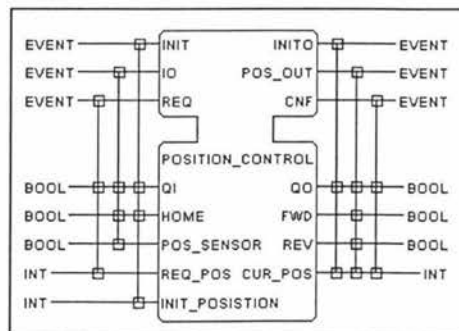 EVENT INIT INITO EVENT
EVENT IO POS_OUT EVENT
EVENT REQ CNF EVENT
POSITION_CONTROL
BOOL QI QO BOOL
BOOL HOME FWD BOOL
BOOL POS_SENSOR REV BOOL
INT REQ_POS CUR_POS INT
INT INIT_POSISTION